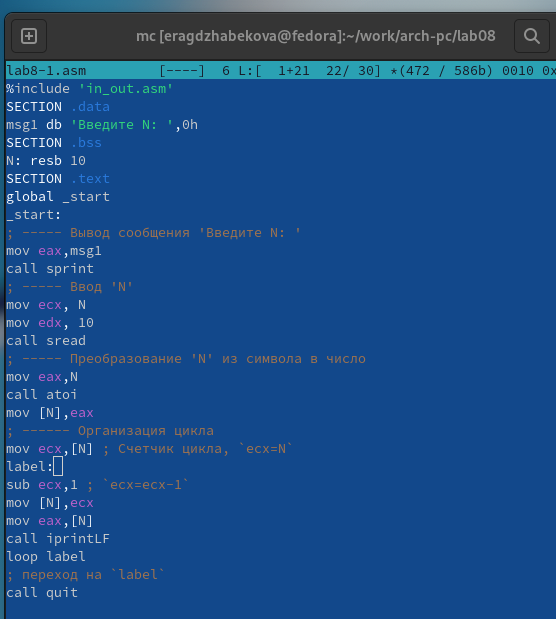 mc [eragdzhabekova@fedora]:~/work/arch-pc/lab08
lab8-1.asm [----] 6 L:[ 1+21 22/ 30] *(472 / 586b) 0010 0x
%include 'in_out.asm'
SECTION .data
msg1 db 'Введите N: ',0h
SECTION .bss
N: resb 10
SECTION .text
global _start
_start:
; ----- Вывод сообщения 'Введите N: '
mov eax,msg1
call sprint
; ----- Ввод 'N'
mov ecx, N
mov edx, 10
call sread
; ----- Преобразование 'N' из символа в число
mov eax,N
call atoi
mov [N],eax
; ------ Организация цикла
mov ecx,[N] ; Счетчик цикла, `ecx=N`
label:
sub ecx,1 ; `ecx=ecx-1`
mov [N],ecx
mov eax,[N]
call iprintLF
loop label
; переход на `label`
call quit